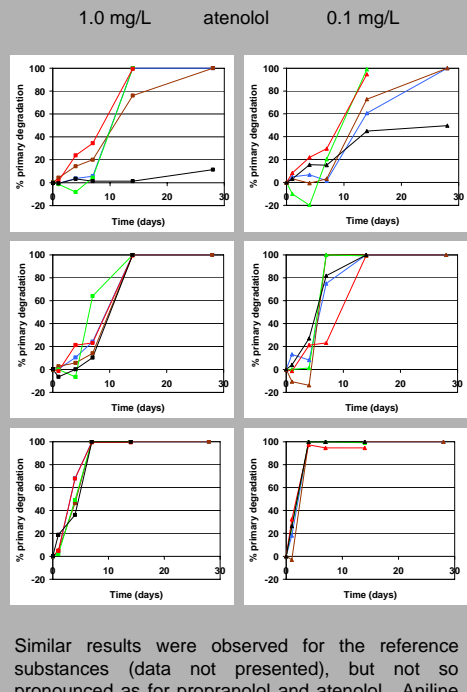 1.0 mg/L atenolol 0.1 mg/L
% primary degradation
100
80
60
40
20
0
-20
0 10 20 30
Time (days)
% primary degradation
100
80
60
40
20
0
-20
0 10 20 30
Time (days)
% primary degradation
100
80
60
40
20
0
-20
0 10 20 30
Time (days)
% primary degradation
100
80
60
40
20
0
-20
0 10 20 30
Time (days)
% primary degradation
100
80
60
40
20
0
-20
0 10 20 30
Time (days)
% primary degradation
100
80
60
40
20
0
-20
0 10 20 30
Time (days)
Similar results were observed for the reference
substances (data not presented), but not so
pronounced as for propranolol and atenolol. Aniline